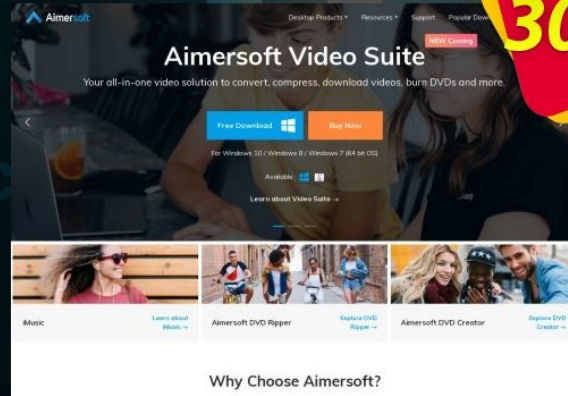 Aimersoft
Desktop Products Resources Support Popular Dow
30
NEW Coming
Aimersoft Video Suite
Your all-in-one video solution to convert, compress, download videos, burn DVDs and more.
Free Download Buy Now
For Windows 10 / Windows 8 / Windows 7 (64 bit OS)
Available:
Learn about Video Suite →
iMusic
Learn about
iMusic →
Aimersoft DVD Ripper
Explore DVD
Ripper →
Aimersoft DVD Creator
Explore DVD
Creator →
Why Choose Aimersoft?